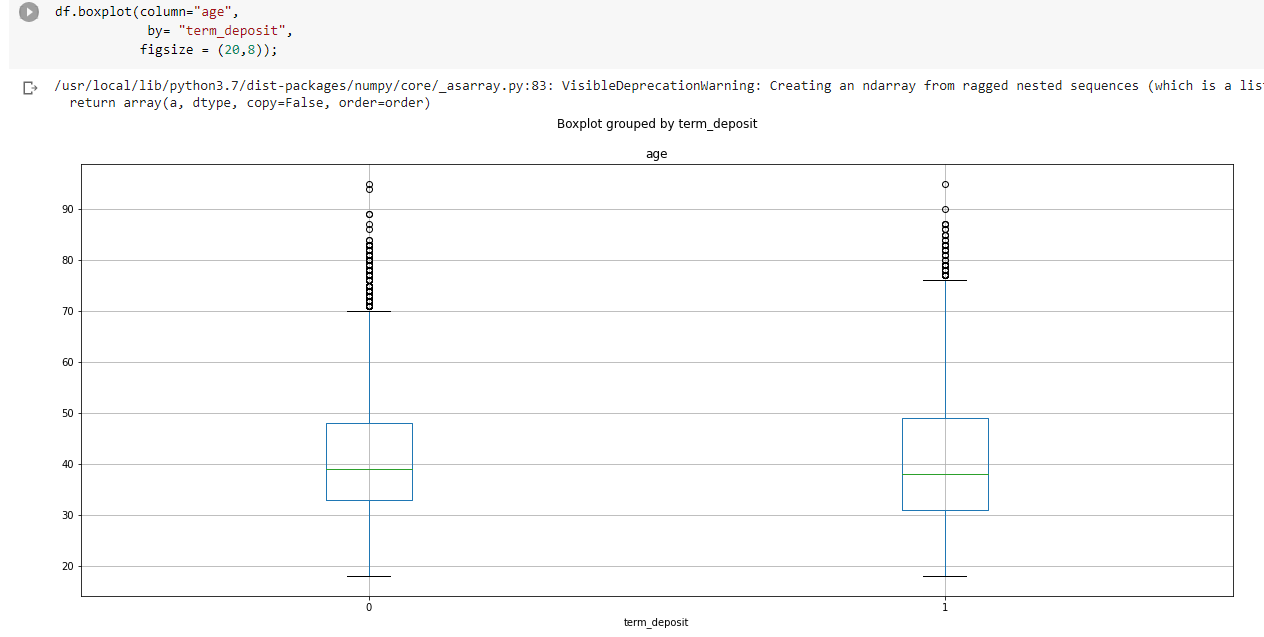 df.boxplot(column="age",
by= "term_deposit",
figsize = (20,8));
/usr/local/lib/python3.7/dist-packages/numpy/core/_asarray.py:83: VisibleDeprecationWarning: Creating an ndarray from ragged nested sequences (which is a lis
return array(a, dtype, copy=False, order=order)
Boxplot grouped by term_deposit
age
90
80
70
60
50
40
30
20
0 1
term_deposit